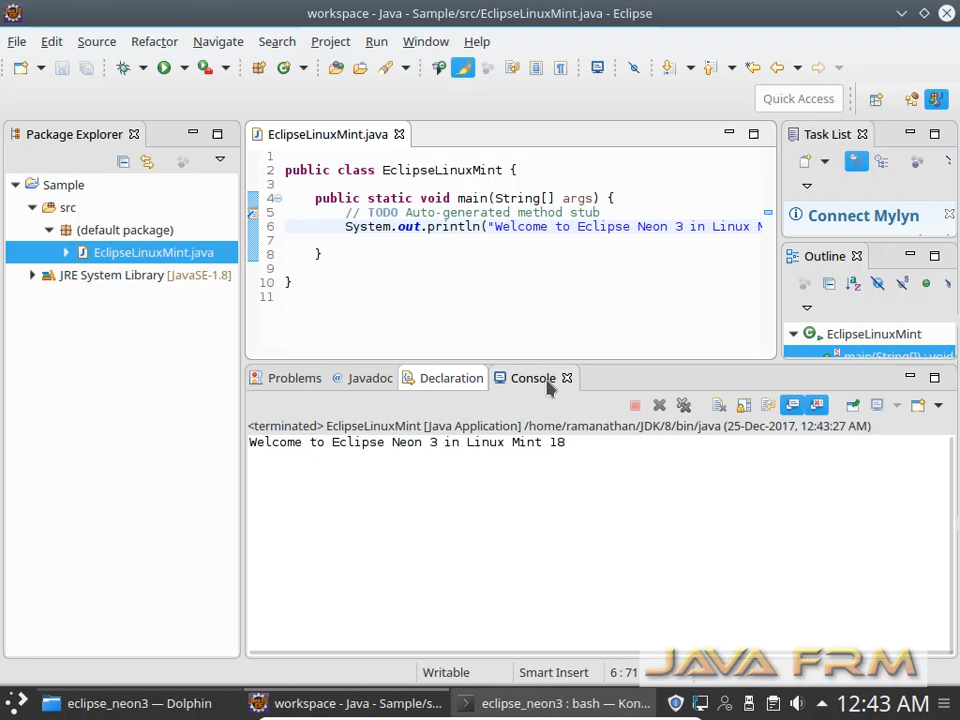 workspace - Java - Sample/src/EclipseLinuxMint.java - Eclipse
File Edit Source Refactor Navigate Search Project Run Window Help
Quick Access
Package Explorer
EclipseLinuxMint.java
Task List
Sample
src
(default package)
EclipseLinuxMint.java
JRE System Library [JavaSE-1.8]
1
2 public class EclipseLinuxMint {
3
4 public static void main(String[] args) {
5 // TODO Auto-generated method stub
6 System.out.println("Welcome to Eclipse Neon 3 in Linux M
7
8 }
9
10 }
11
Connect Mylyn
Outline
EclipseLinuxMint
main(String[]) : void
Problems @ Javadoc Declaration Console
<terminated> EclipseLinuxMint [Java Application] /home/ramanathan/JDK/8/bin/java (25-Dec-2017, 12:43:27 AM)
Welcome to Eclipse Neon 3 in Linux Mint 18
Writable Smart Insert 6 : 71
JAVA FRM
eclipse_neon3 — Dolphin workspace - Java - Sample/s... eclipse_neon3 : bash — Kon... 12:43 AM